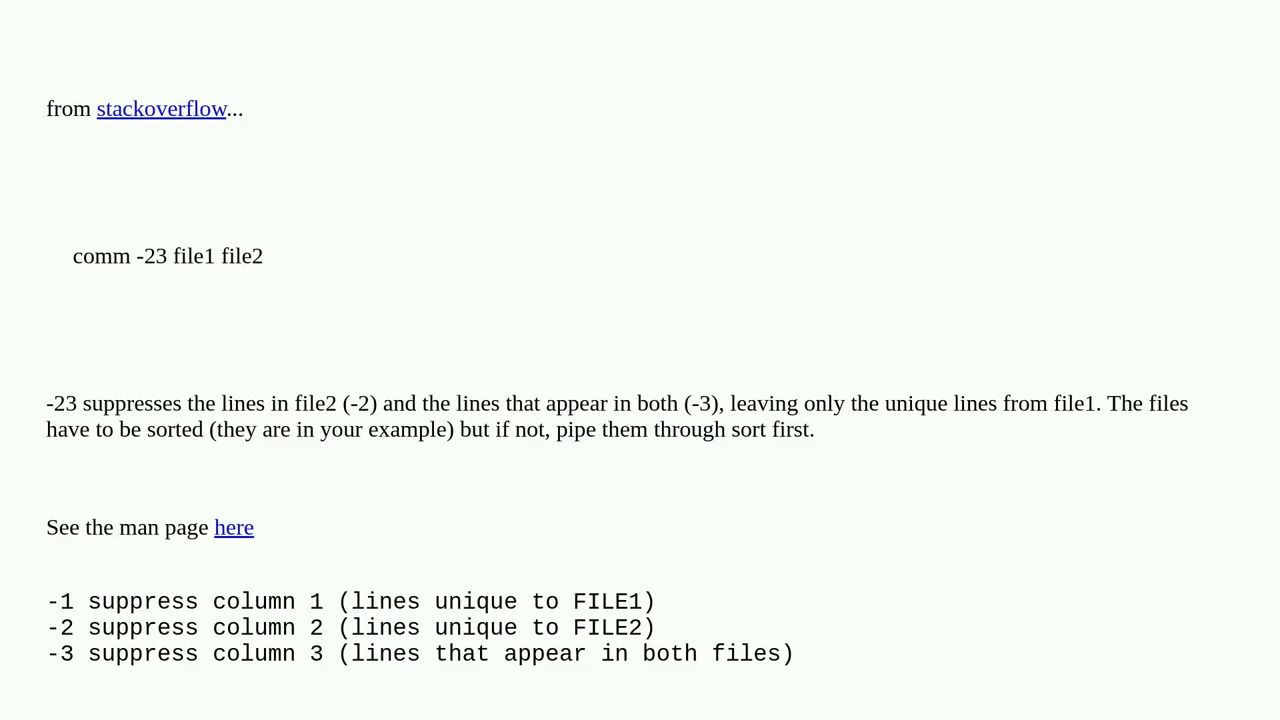 from stackoverflow...
comm -23 file1 file2
-23 suppresses the lines in file2 (-2) and the lines that appear in both (-3), leaving only the unique lines from file1. The files
have to be sorted (they are in your example) but if not, pipe them through sort first.
See the man page here
-1 suppress column 1 (lines unique to FILE1)
-2 suppress column 2 (lines unique to FILE2)
-3 suppress column 3 (lines that appear in both files)